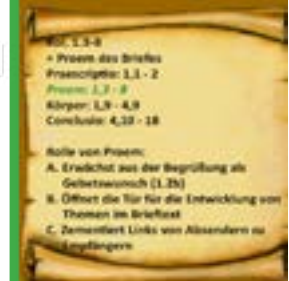 Kol. 1,3-8
+ Proem des Briefes
Praescriptio: 1,1 - 2
Proem: 1,3 - 8
Körper: 1,9 - 4,9
Conclusio: 4,10 - 18
Rolle von Proem:
A. Erwächst aus der Begrüßung als
Gebetswunsch (1.2b)
B. Öffnet die Tür für die Entwicklung von
Themen im Brieftext
C. Zementiert Links von Absendern zu
Empfängern